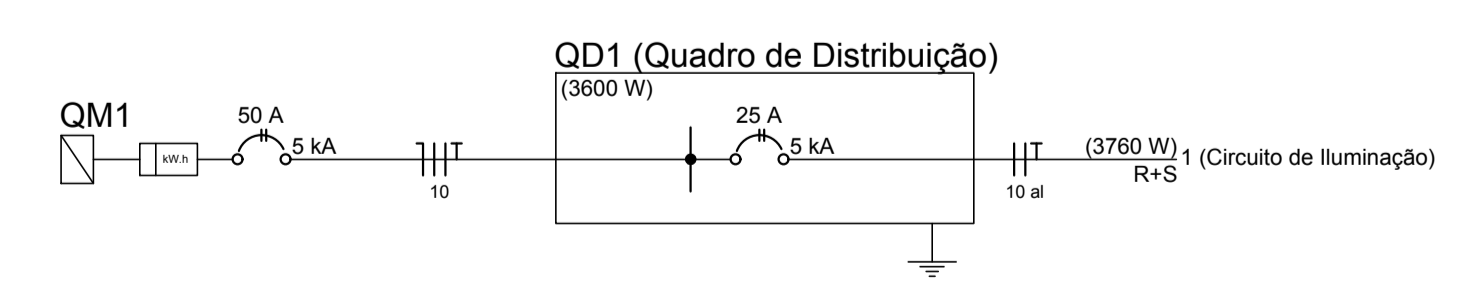 QD1 (Quadro de Distribuição)
(3600 W)
QM1
50 A
25 A
kW.h
5 kA
5 kA
(3760 W)
1 (Circuito de Iluminação)
R+S
10
10 al